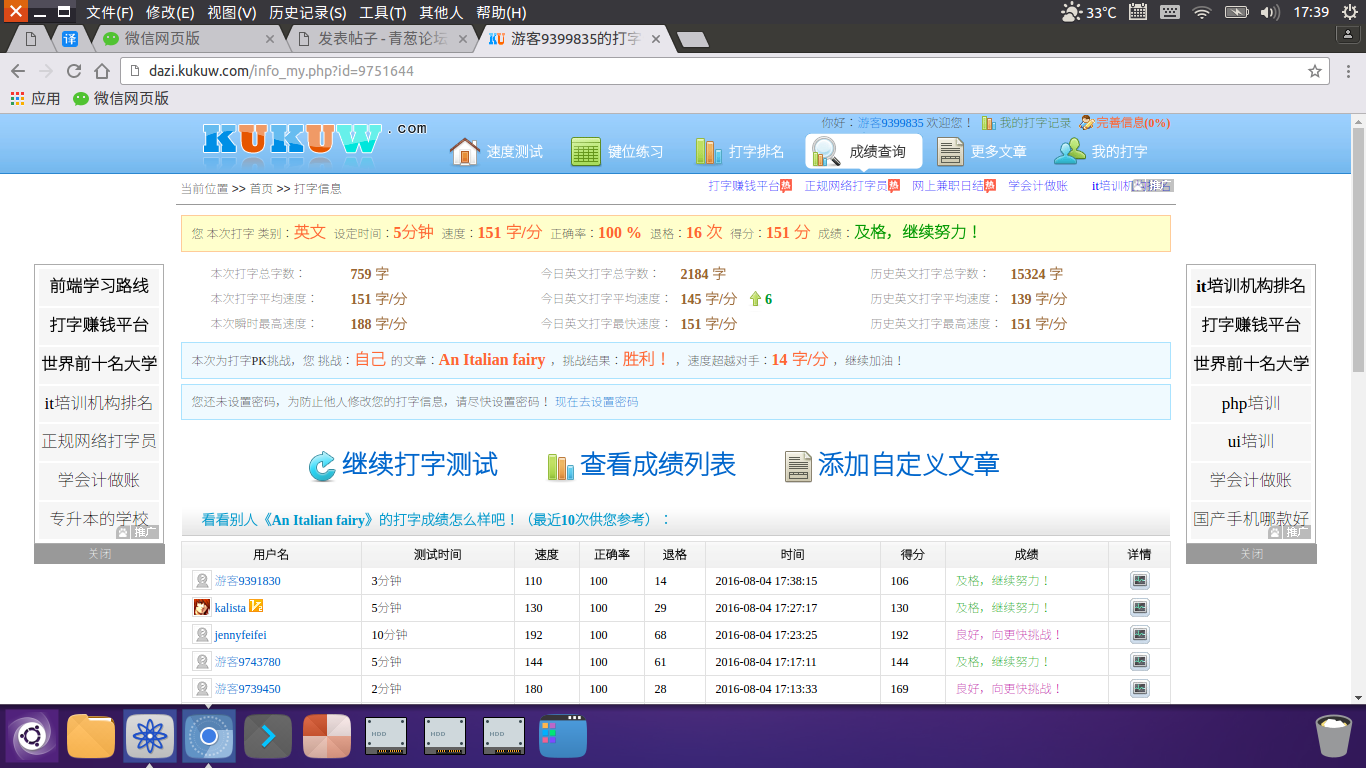 文件(F) 修改(E) 视图(V) 历史记录(S) 工具(T) 其他人 帮助(H) 33°C 17:39
译 微信网页版 发表帖子 - 青葱论坛 KU 游客9399835的打字
dazi.kukuw.com/info_my.php?id=9751644
应用 微信网页版
你好：游客9399835 欢迎您！ 我的打字记录 完善信息(0%)
KUKUW.com 速度测试 键位练习 打字排名 成绩查询 更多文章 我的打字
当前位置 >> 首页 >> 打字信息 打字赚钱平台热 正规网络打字员热 网上兼职日结热 学会计做账 it培训机 推广
您 本次打字 类别：英文 设定时间：5分钟 速度：151 字/分 正确率：100 % 退格：16 次 得分：151 分 成绩：及格，继续努力！
本次打字总字数： 759 字 今日英文打字总字数： 2184 字 历史英文打字总字数： 15324 字
本次打字平均速度： 151 字/分 今日英文打字平均速度： 145 字/分 6 历史英文打字平均速度： 139 字/分
本次瞬时最高速度： 188 字/分 今日英文打字最快速度： 151 字/分 历史英文打字最高速度： 151 字/分
本次为打字PK挑战，您 挑战：自己 的文章：An Italian fairy ，挑战结果：胜利！ ，速度超越对手：14 字/分 ，继续加油！
您还未设置密码，为防止他人修改您的打字信息，请尽快设置密码！ 现在去设置密码
继续打字测试 查看成绩列表 添加自定义文章
看看别人《An Italian fairy》的打字成绩怎么样吧！（最近10次供您参考）：
用户名 测试时间 速度 正确率 退格 时间 得分 成绩 详情
游客9391830 3分钟 110 100 14 2016-08-04 17:38:15 106 及格，继续努力！
kalista 5分钟 130 100 29 2016-08-04 17:27:17 130 及格，继续努力！
jennyfeifei 10分钟 192 100 68 2016-08-04 17:23:25 192 良好，向更快挑战！
游客9743780 5分钟 144 100 61 2016-08-04 17:17:11 144 及格，继续努力！
游客9739450 2分钟 180 100 28 2016-08-04 17:13:33 169 良好，向更快挑战！
前端学习路线
打字赚钱平台
世界前十名大学
it培训机构排名
正规网络打字员
学会计做账
专升本的学校
推广
关闭
it培训机构排名
打字赚钱平台
世界前十名大学
php培训
ui培训
学会计做账
国产手机哪款好
推广
关闭
HDD HDD HDD